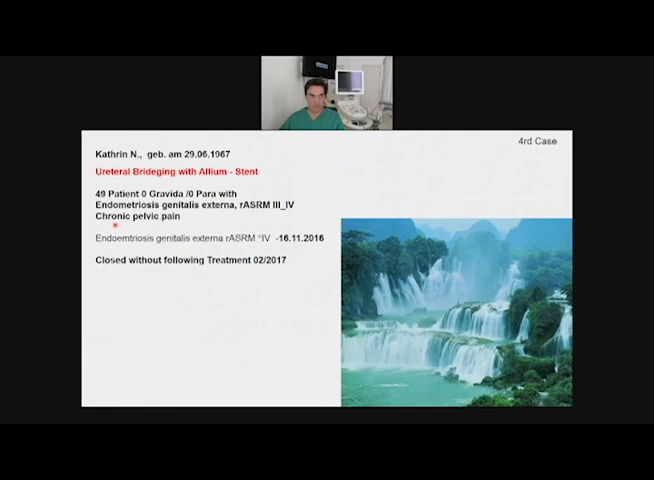 4rd Case
Kathrin N., geb. am 29.06.1967
Ureteral Brideging with Allium - Stent
49 Patient 0 Gravida /0 Para with
Endometriosis genitalis externa, rASRM III_IV
Chronic pelvic pain
Endoemtriosis genitalis externa rASRM °IV -16.11.2016
Closed without following Treatment 02/2017